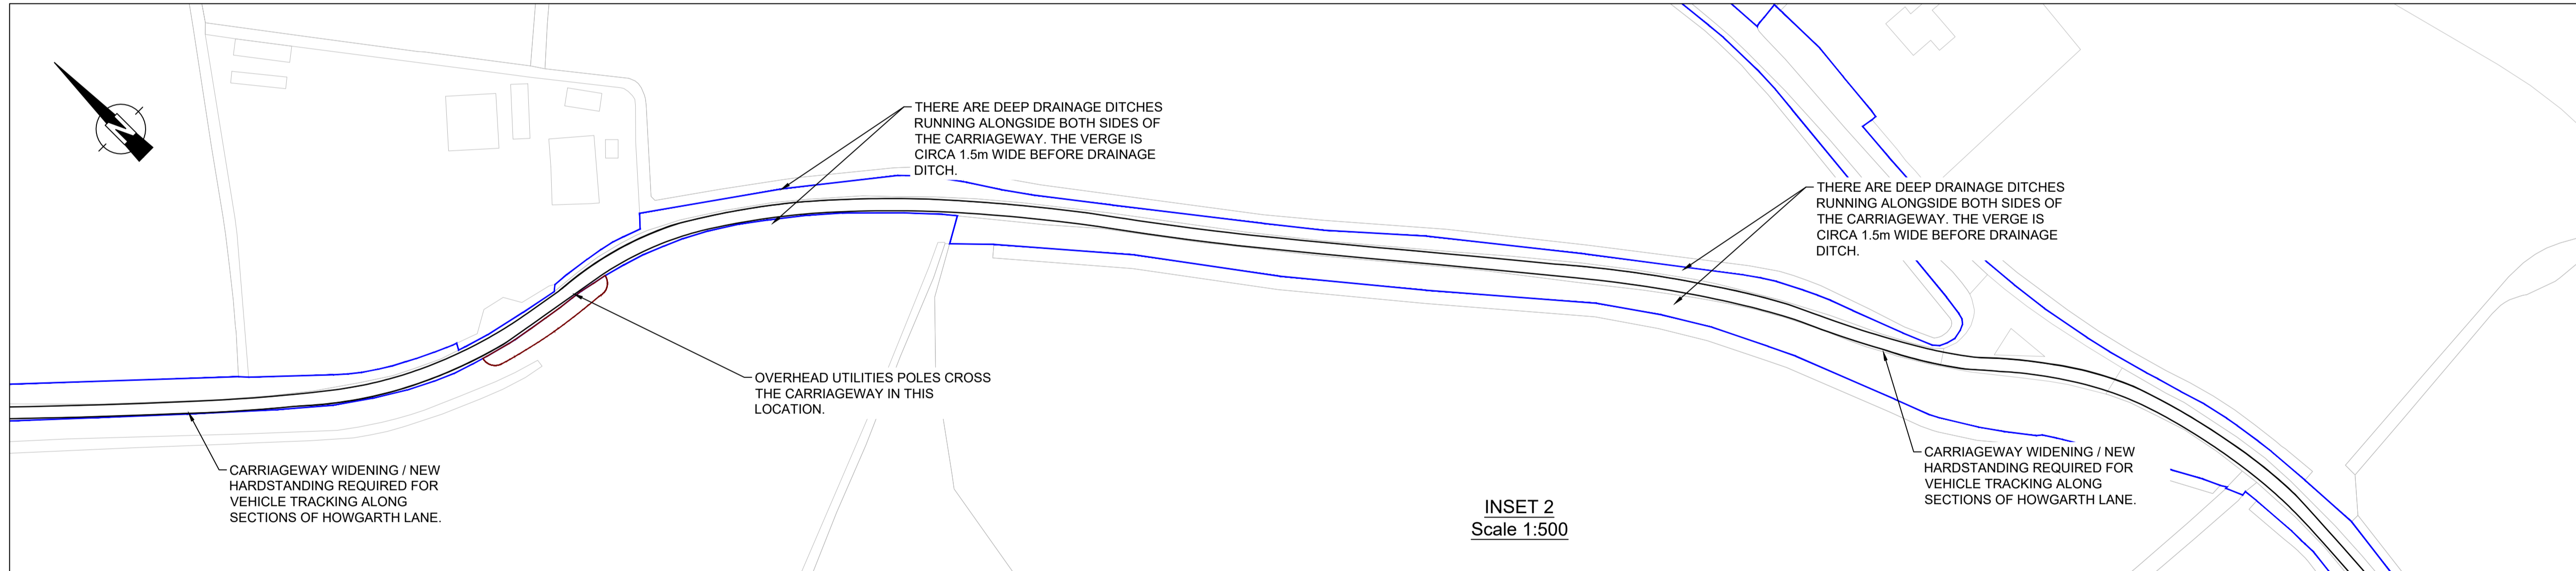 THERE ARE DEEP DRAINAGE DITCHES
RUNNING ALONGSIDE BOTH SIDES OF
THE CARRIAGEWAY. THE VERGE IS
CIRCA 1.5m WIDE BEFORE DRAINAGE
DITCH.
THERE ARE DEEP DRAINAGE DITCHES
RUNNING ALONGSIDE BOTH SIDES OF
THE CARRIAGEWAY. THE VERGE IS
CIRCA 1.5m WIDE BEFORE DRAINAGE
DITCH.
OVERHEAD UTILITIES POLES CROSS
THE CARRIAGEWAY IN THIS
LOCATION.
CARRIAGEWAY WIDENING / NEW
HARDSTANDING REQUIRED FOR
VEHICLE TRACKING ALONG
SECTIONS OF HOWGARTH LANE.
CARRIAGEWAY WIDENING / NEW
HARDSTANDING REQUIRED FOR
VEHICLE TRACKING ALONG
SECTIONS OF HOWGARTH LANE.
INSET 2
Scale 1:500
N